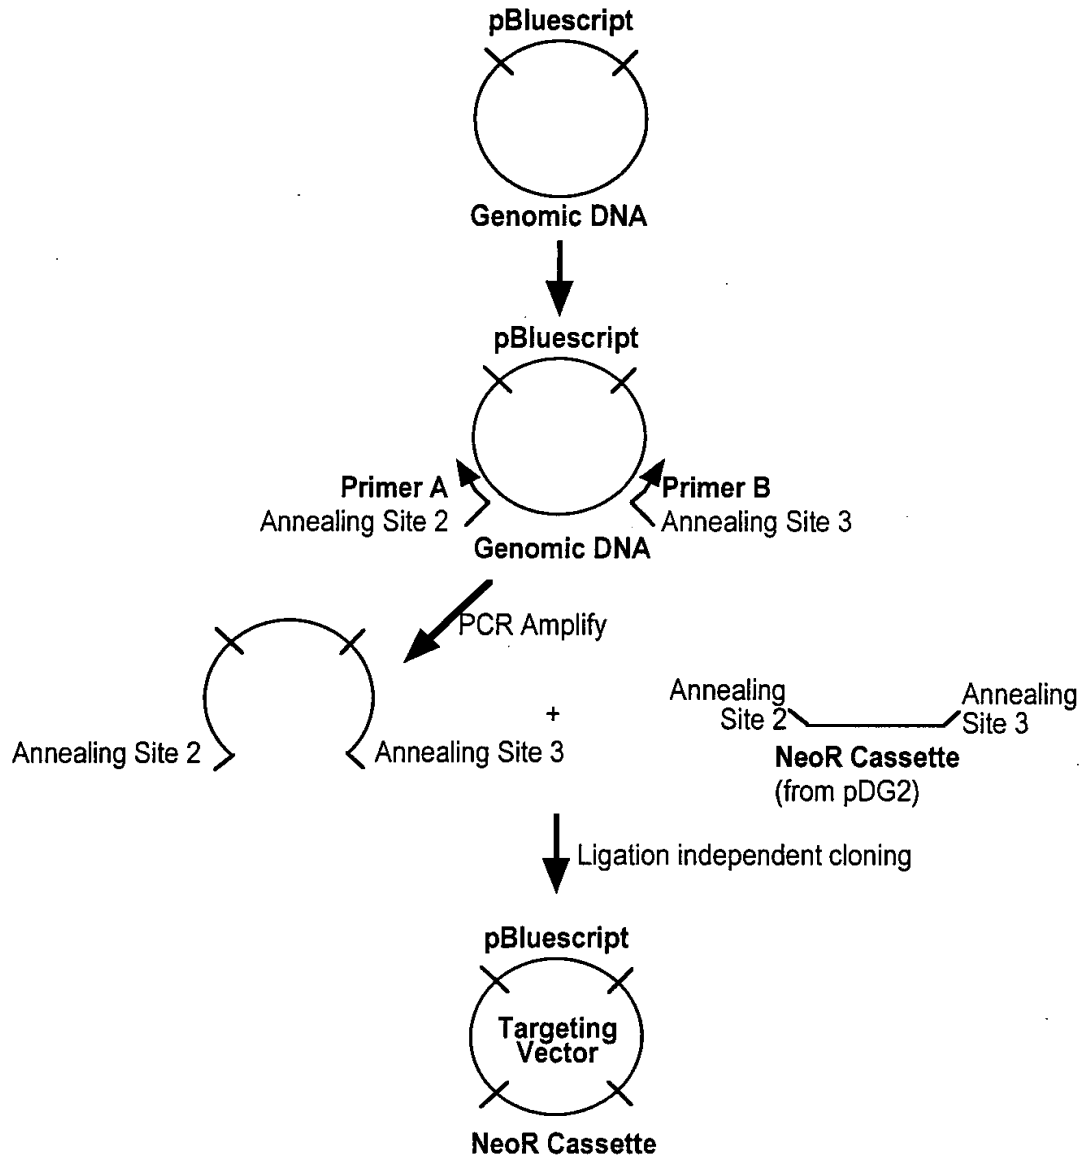 pBluescript
Genomic DNA
pBluescript
Primer A
Annealing Site 2
Primer B
Annealing Site 3
Genomic DNA
PCR Amplify
Annealing Site 2
Annealing Site 3
+
Annealing
Site 2
Annealing
Site 3
NeoR Cassette
(from pDG2)
Ligation independent cloning
pBluescript
Targeting
Vector
NeoR Cassette